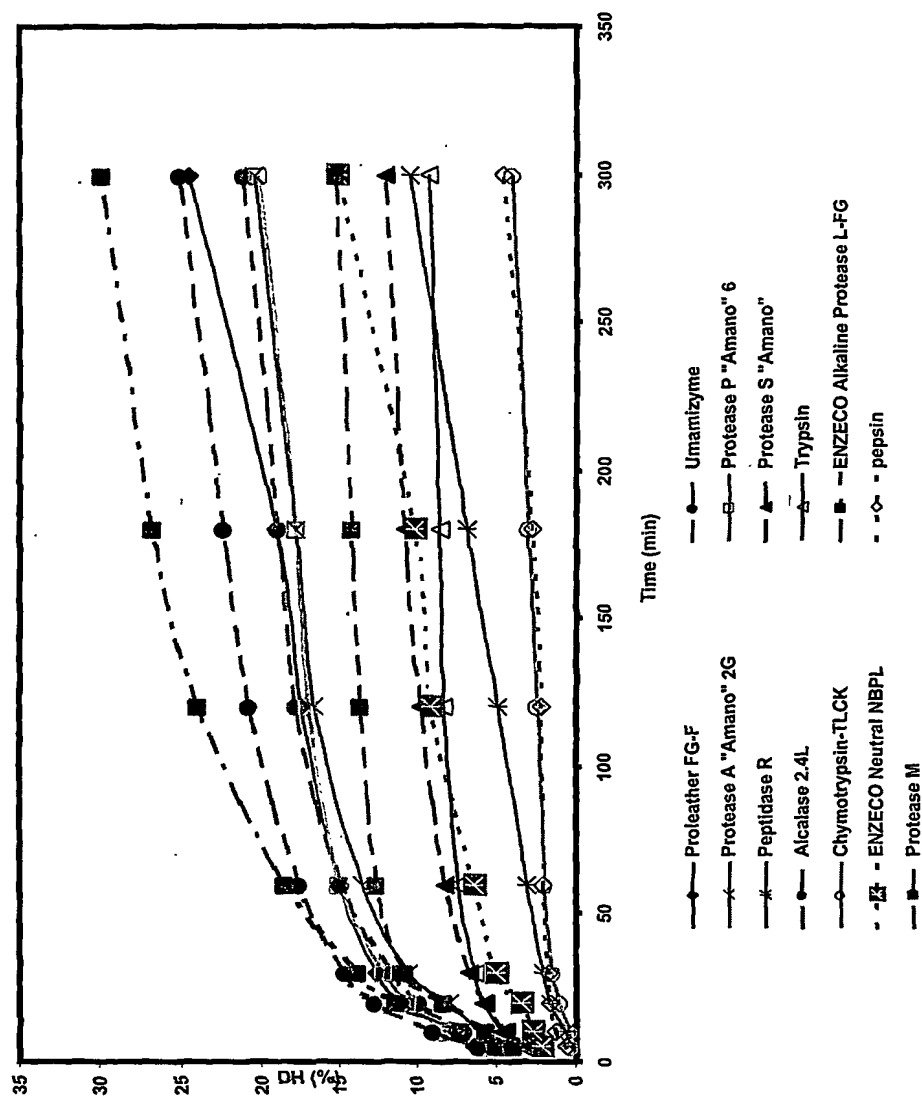 35
30
25
20
15
10
5
0
DH (%)
0
50
100
150
200
250
300
350
Time (min)
Proleather FG-F
Umamizyme
Protease A "Amano" 2G
Protease P "Amano" 6
Peptidase R
Protease S "Amano"
Alcalase 2.4L
Trypsin
Chymotrypsin-TLCK
ENZECO Alkaline Protease L-FG
ENZECO Neutral NBPL
pepsin
Protease M